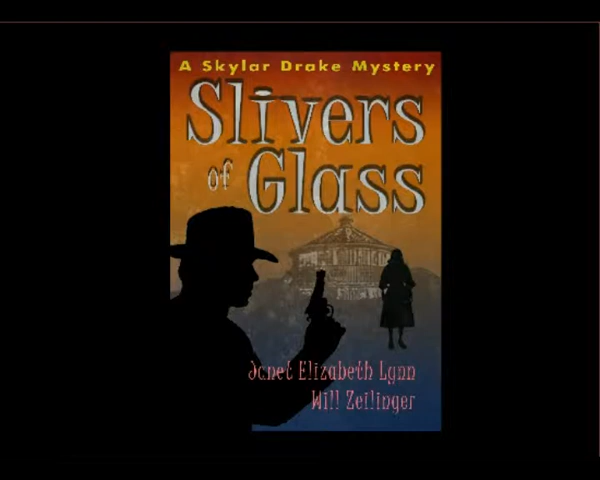 A Skylar Drake Mystery
Slivers
of Glass
Janet Elizabeth Lynn
Will Zeilinger